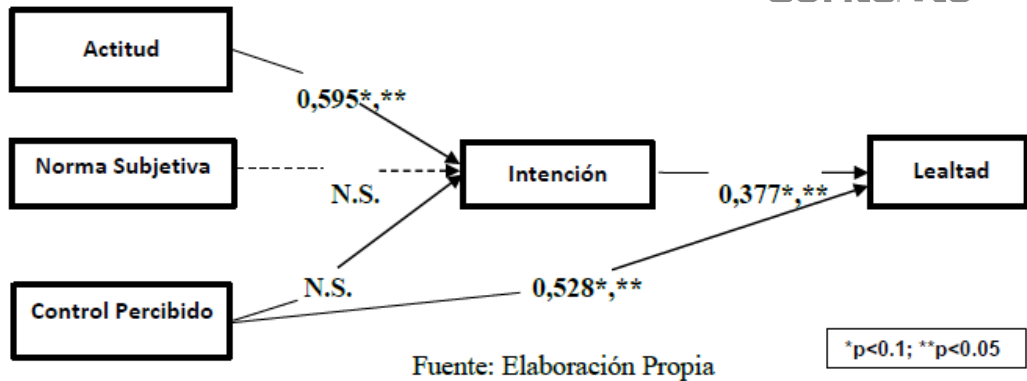 Actitud
0,595*,**
Norma Subjetiva
Intención
Lealtad
N.S.
0,377*,**
N.S.
0,528*,**
Control Percibido
*p<0.1; **p<0.05
Fuente: Elaboración Propia